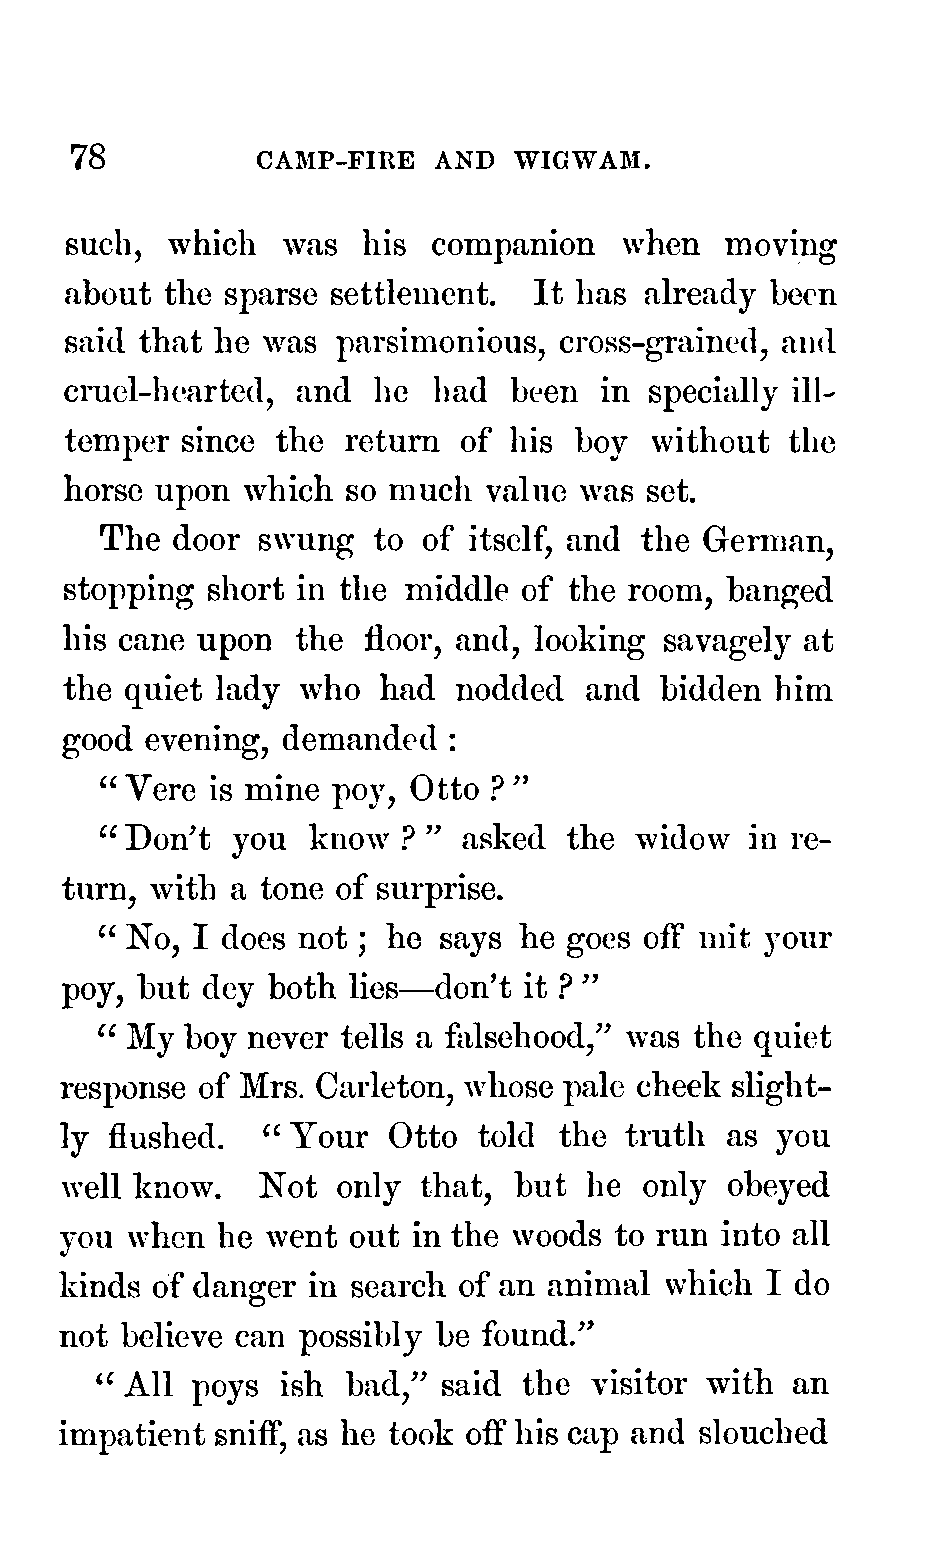 78 CAMP-FIRE AND WIGWAM.
such, which was his companion when moving
about the sparse settlement. It has already been
said that he was parsimonious, cross-grained, and
cruel-hearted, and he had been in specially ill-
temper since the return of his boy without the
horse upon which so much value was set.
The door swung to of itself, and the German,
stopping short in the middle of the room, banged
his cane upon the floor, and, looking savagely at
the quiet lady who had nodded and bidden him
good evening, demanded :
“Vere is mine poy, Otto ?”
“Don’t you know ?” asked the widow in re-
turn, with a tone of surprise.
“No, I does not ; he says he goes off mit your
poy, but dey both lies—don’t it ?”
“My boy never tells a falsehood,” was the quiet
response of Mrs. Carleton, whose pale cheek slight-
ly flushed. “Your Otto told the truth as you
well know. Not only that, but he only obeyed
you when he went out in the woods to run into all
kinds of danger in search of an animal which I do
not believe can possibly be found.”
“All poys ish bad,” said the visitor with an
impatient sniff, as he took off his cap and slouched